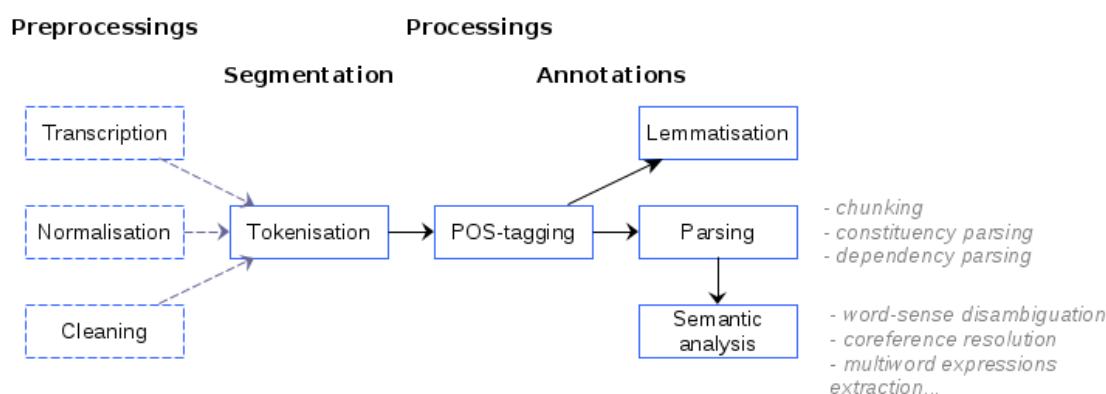 Preprocessings
Processings
Segmentation
Annotations
Transcription
Lemmatisation
Normalisation
Tokenisation
POS-tagging
Parsing
- chunking
- constituency parsing
- dependency parsing
Cleaning
Semantic
analysis
- word-sense disambiguation
- coreference resolution
- multiword expressions
extraction...